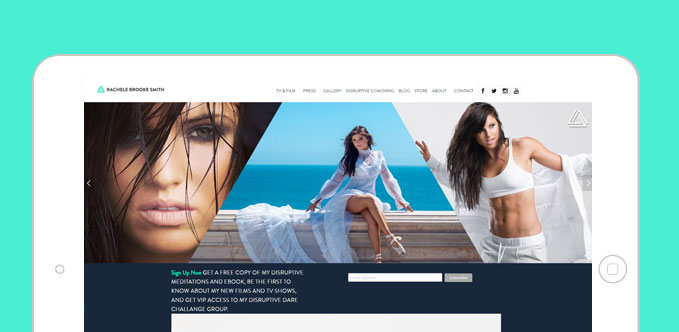 RACHELE BROOKE SMITH
TV & FILM PRESS GALLERY DISRUPTIVE COACHING BLOG STORE ABOUT CONTACT
Sign Up Now GET A FREE COPY OF MY DISRUPTIVE
MEDITATIONS AND EBOOK, BE THE FIRST TO
KNOW ABOUT MY NEW FILMS AND TV SHOWS,
AND GET VIP ACCESS TO MY DISRUPTIVE DARE
CHALLANGE GROUP.
email address
Subscribe